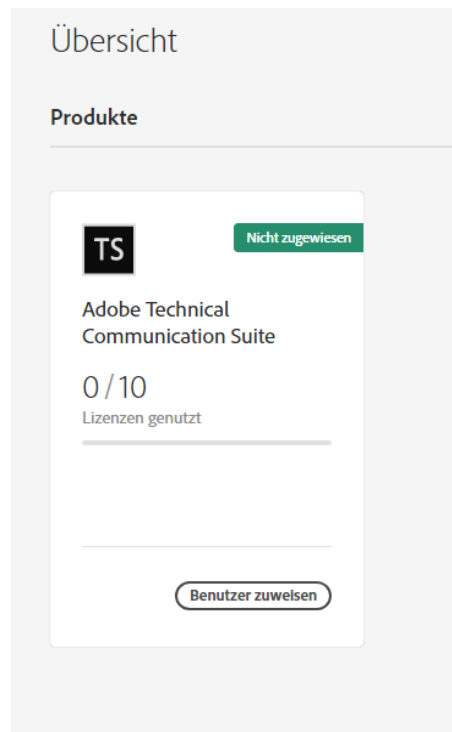 Übersicht
Produkte
TS
Nicht zugewiesen
Adobe Technical
Communication Suite
0 / 10
Lizenzen genutzt
Benutzer zuweisen